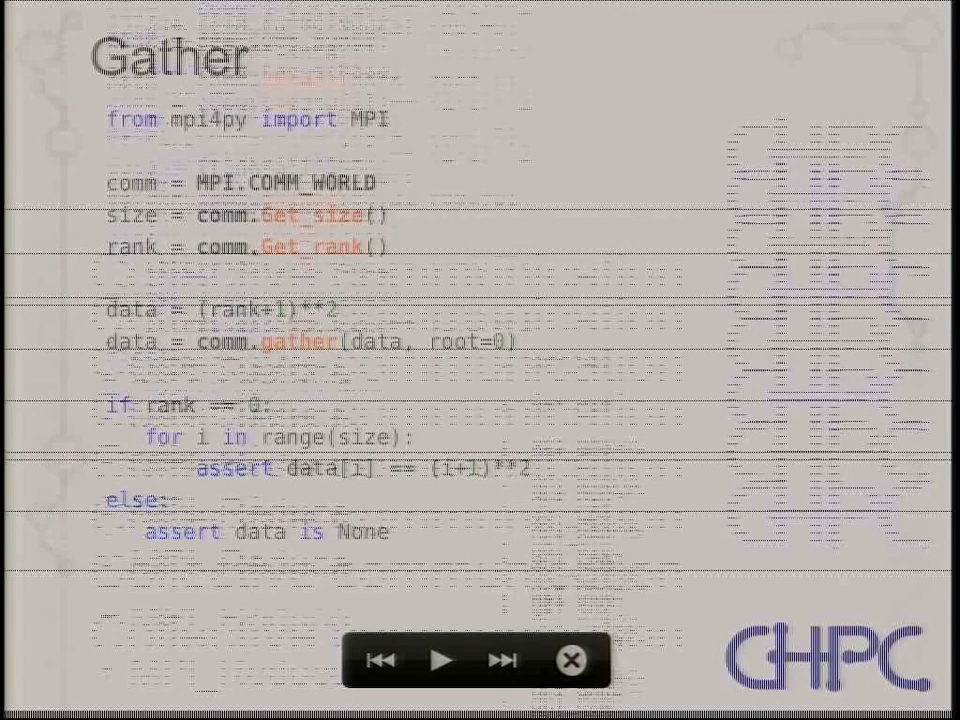 Gather
from mpi4py import MPI
comm = MPI.COMM_WORLD
size = comm.Get_size()
rank = comm.Get_rank()
data = (rank+1)**2
data = comm.gather(data, root=0)
if rank == 0:
for i in range(size):
assert data[i] == (i+1)**2
else:
assert data is None
CHPC